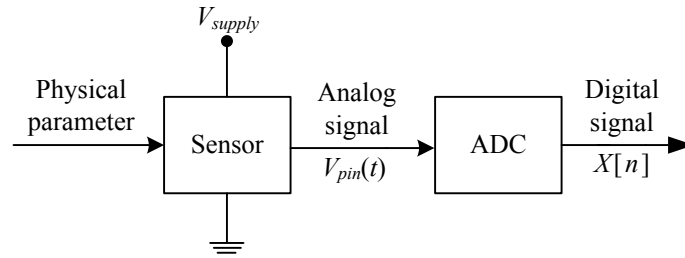 V_supply
Physical
parameter
Sensor
Analog
signal
V_pin(t)
ADC
Digital
signal
X[n]